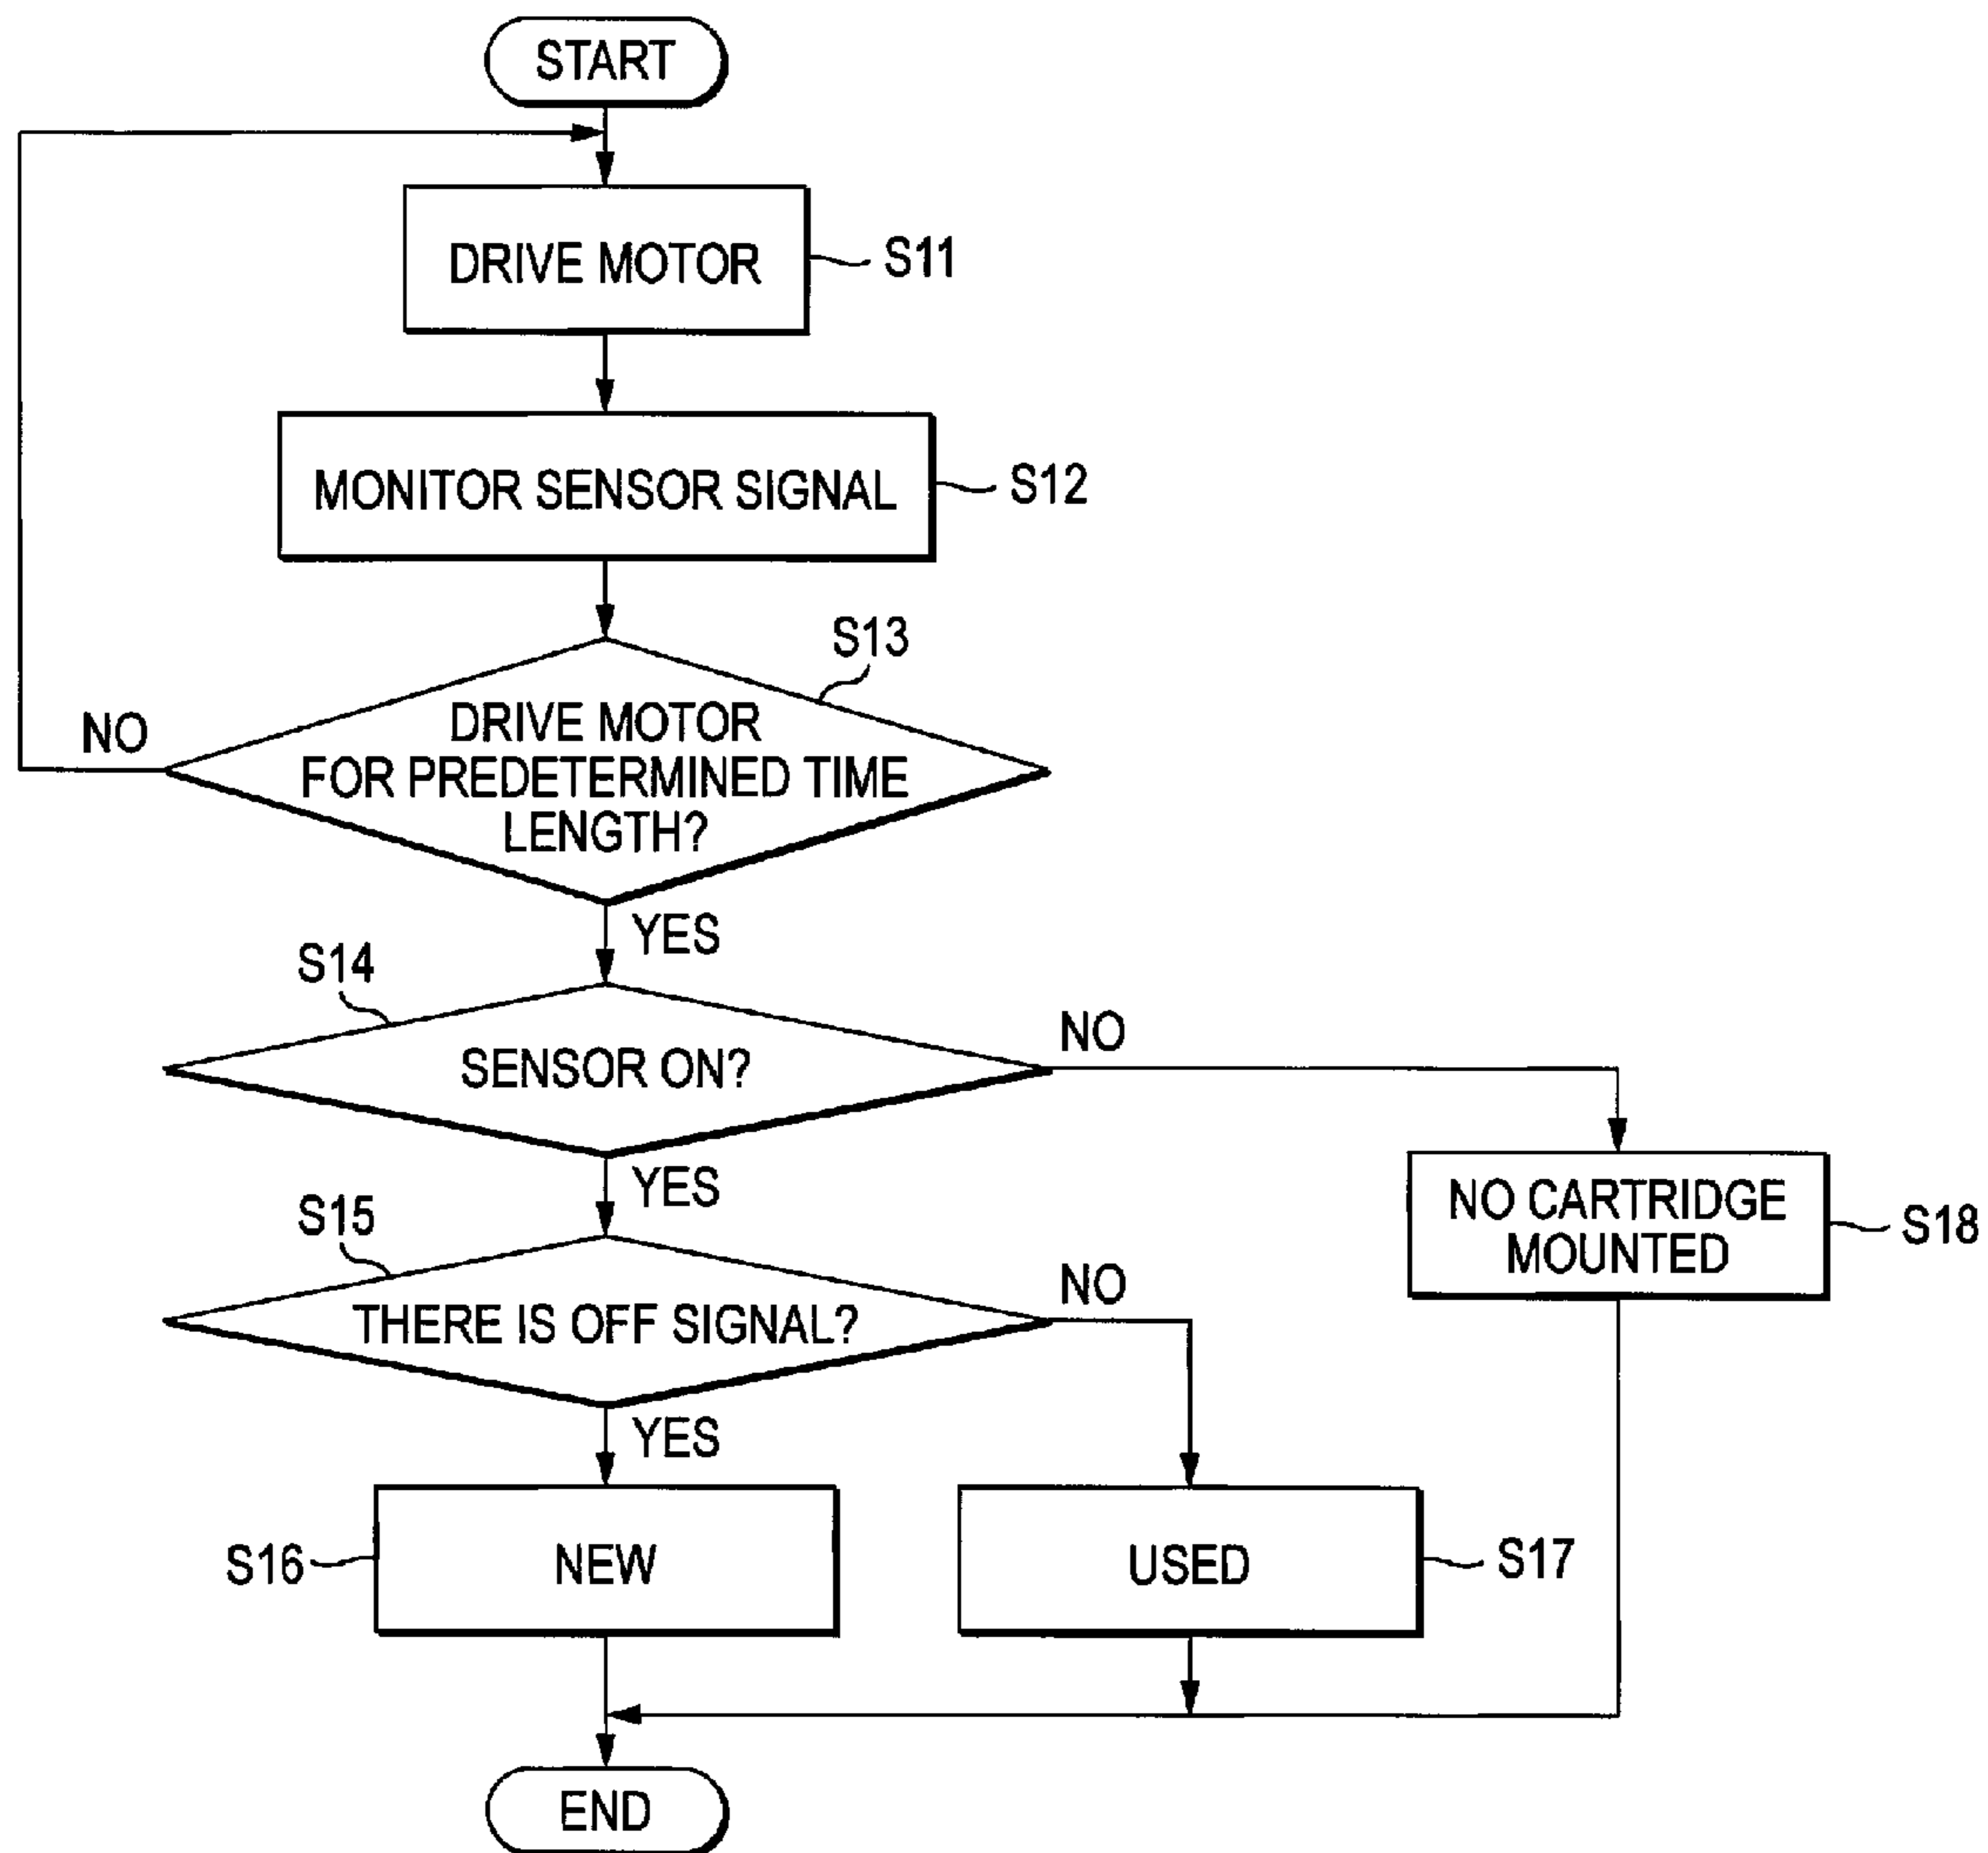 START
DRIVE MOTOR
S11
MONITOR SENSOR SIGNAL
S12
S13
DRIVE MOTOR
FOR PREDETERMINED TIME
LENGTH?
NO
YES
S14
SENSOR ON?
NO
YES
S15
THERE IS OFF SIGNAL?
NO
NO CARTRIDGE
MOUNTED
S18
YES
S16
NEW
USED
S17
END